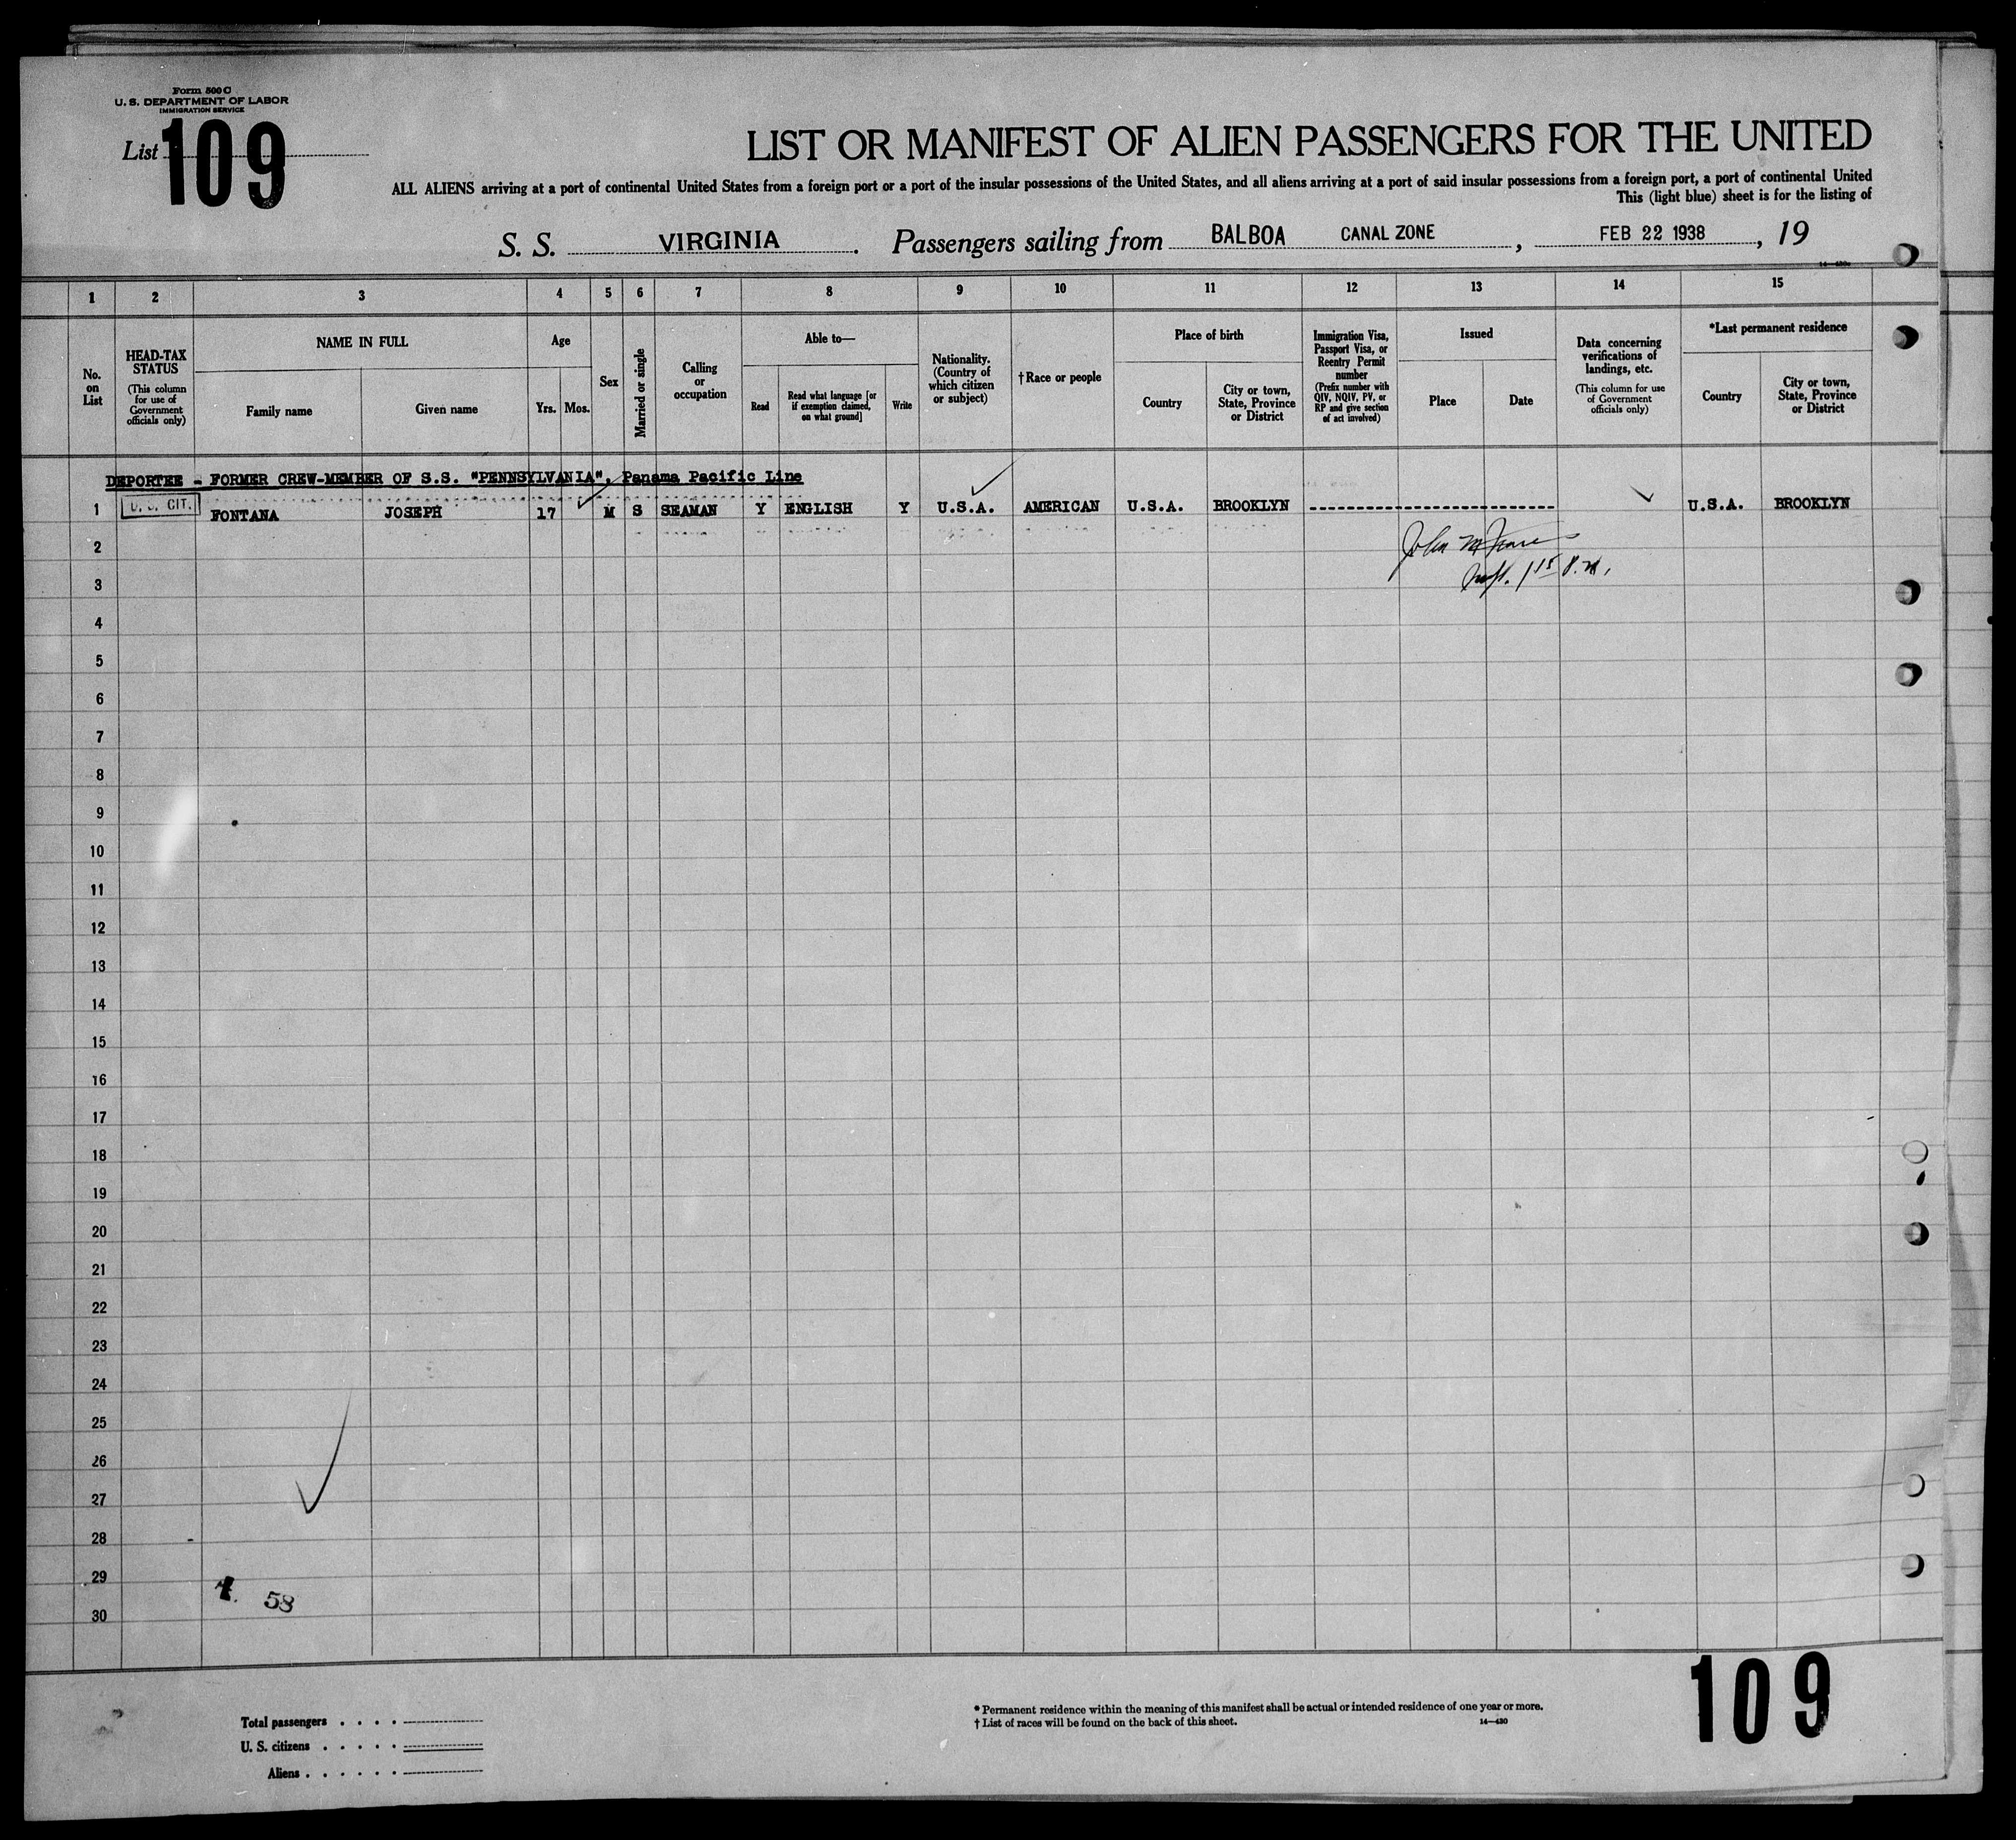 Form 500 C
U. S. DEPARTMENT OF LABOR
IMMIGRATION SERVICE
List 109
LIST OR MANIFEST OF ALIEN PASSENGERS FOR THE UNITED
ALL ALIENS arriving at a port of continental United States from a foreign port or a port of the insular possessions of the United States, and all aliens arriving at a port of said insular possessions from a foreign port, a port of continental United
This (light blue) sheet is for the listing of
S. S. VIRGINIA. Passengers sailing from BALBOA CANAL ZONE, FEB 22 1938, 19
1 2 3 4 5 6 7 8 9 10 11 12 13 14 15
No. on List
HEAD-TAX STATUS
(This column for use of Government officials only)
NAME IN FULL
Family name
Given name
Age
Yrs.
Mos.
Sex
Married or single
Calling or occupation
Able to—
Read
Read what language [or if exemption claimed, on what ground]
Write
Nationality. (Country of which citizen or subject)
†Race or people
Place of birth
Country
City or town, State, Province or District
Immigration Visa, Passport Visa, or Reentry Permit number
(Prefix number with QIV, NQIV, PV, or RP and give section of act involved)
Issued
Place
Date
Data concerning verifications of landings, etc.
(This column for use of Government officials only)
*Last permanent residence
Country
City or town, State, Province or District
DEPORTEE - FORMER CREW-MEMBER OF S.S. "PENNSYLVANIA", Panama Pacific Line
1 U. S. CIT. FONTANA JOSEPH 17 M S SEAMAN Y ENGLISH Y U.S.A. AMERICAN U.S.A. BROOKLYN ------------------------- U.S.A. BROOKLYN
2 John
3 P.M.
4
5
6
7
8
9
10
11
12
13
14
15
16
17
18
19
20
21
22
23
24
25
26
27
28
29
58
30
Total passengers . . . .
U. S. citizens . . . . .
Aliens . . . . . .
* Permanent residence within the meaning of this manifest shall be actual or intended residence of one year or more.
† List of races will be found on the back of this sheet. 14—430
109